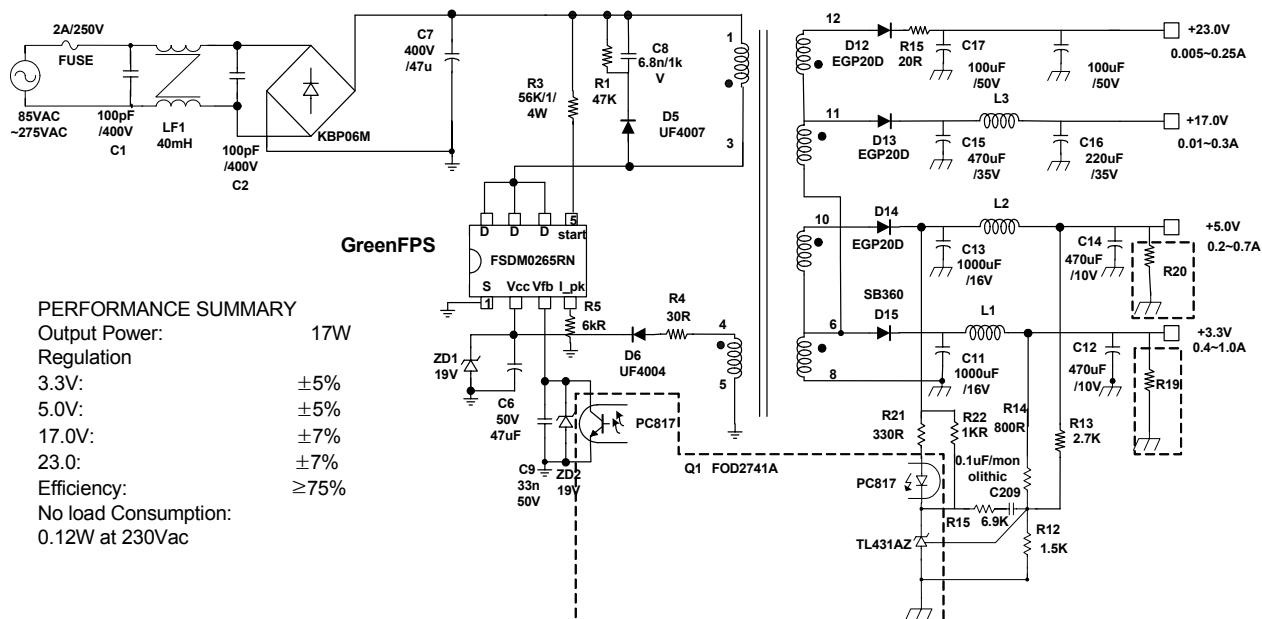 2A/250V
FUSE
85VAC
~275VAC
100pF
/400V
C1
LF1
40mH
100pF
/400V
C2
KBP06M
C7
400V
/47u
R3
56K/1/
4W
R1
47K
C8
6.8n/1k
V
D5
UF4007
1
3
12
11
10
6
8
D12
EGP20D
R15
20R
C17
100uF
/50V
100uF
/50V
+23.0V
0.005~0.25A
D13
EGP20D
C15
470uF
/35V
L3
C16
220uF
/35V
+17.0V
0.01~0.3A
D14
EGP20D
C13
1000uF
/16V
L2
C14
470uF
/10V
R20
+5.0V
0.2~0.7A
SB360
D15
C11
1000uF
/16V
L1
C12
470uF
/10V
R19
+3.3V
0.4~1.0A
GreenFPS
D
D
D
5
start
FSDM0265RN
S
Vcc
Vfb
I_pk
1
R5
6kR
R4
30R
D6
UF4004
4
5
ZD1
19V
C6
50V
47uF
C9
33n
50V
ZD2
19V
PC817
Q1 FOD2741A
R21
330R
R22
1KR
R14
800R
R13
2.7K
0.1uF/mon
olithic
C209
PC817
R15
6.9K
R12
1.5K
TL431AZ
PERFORMANCE SUMMARY
Output Power: 17W
Regulation
3.3V: ±5%
5.0V: ±5%
17.0V: ±7%
23.0: ±7%
Efficiency: ≥75%
No load Consumption:
0.12W at 230Vac